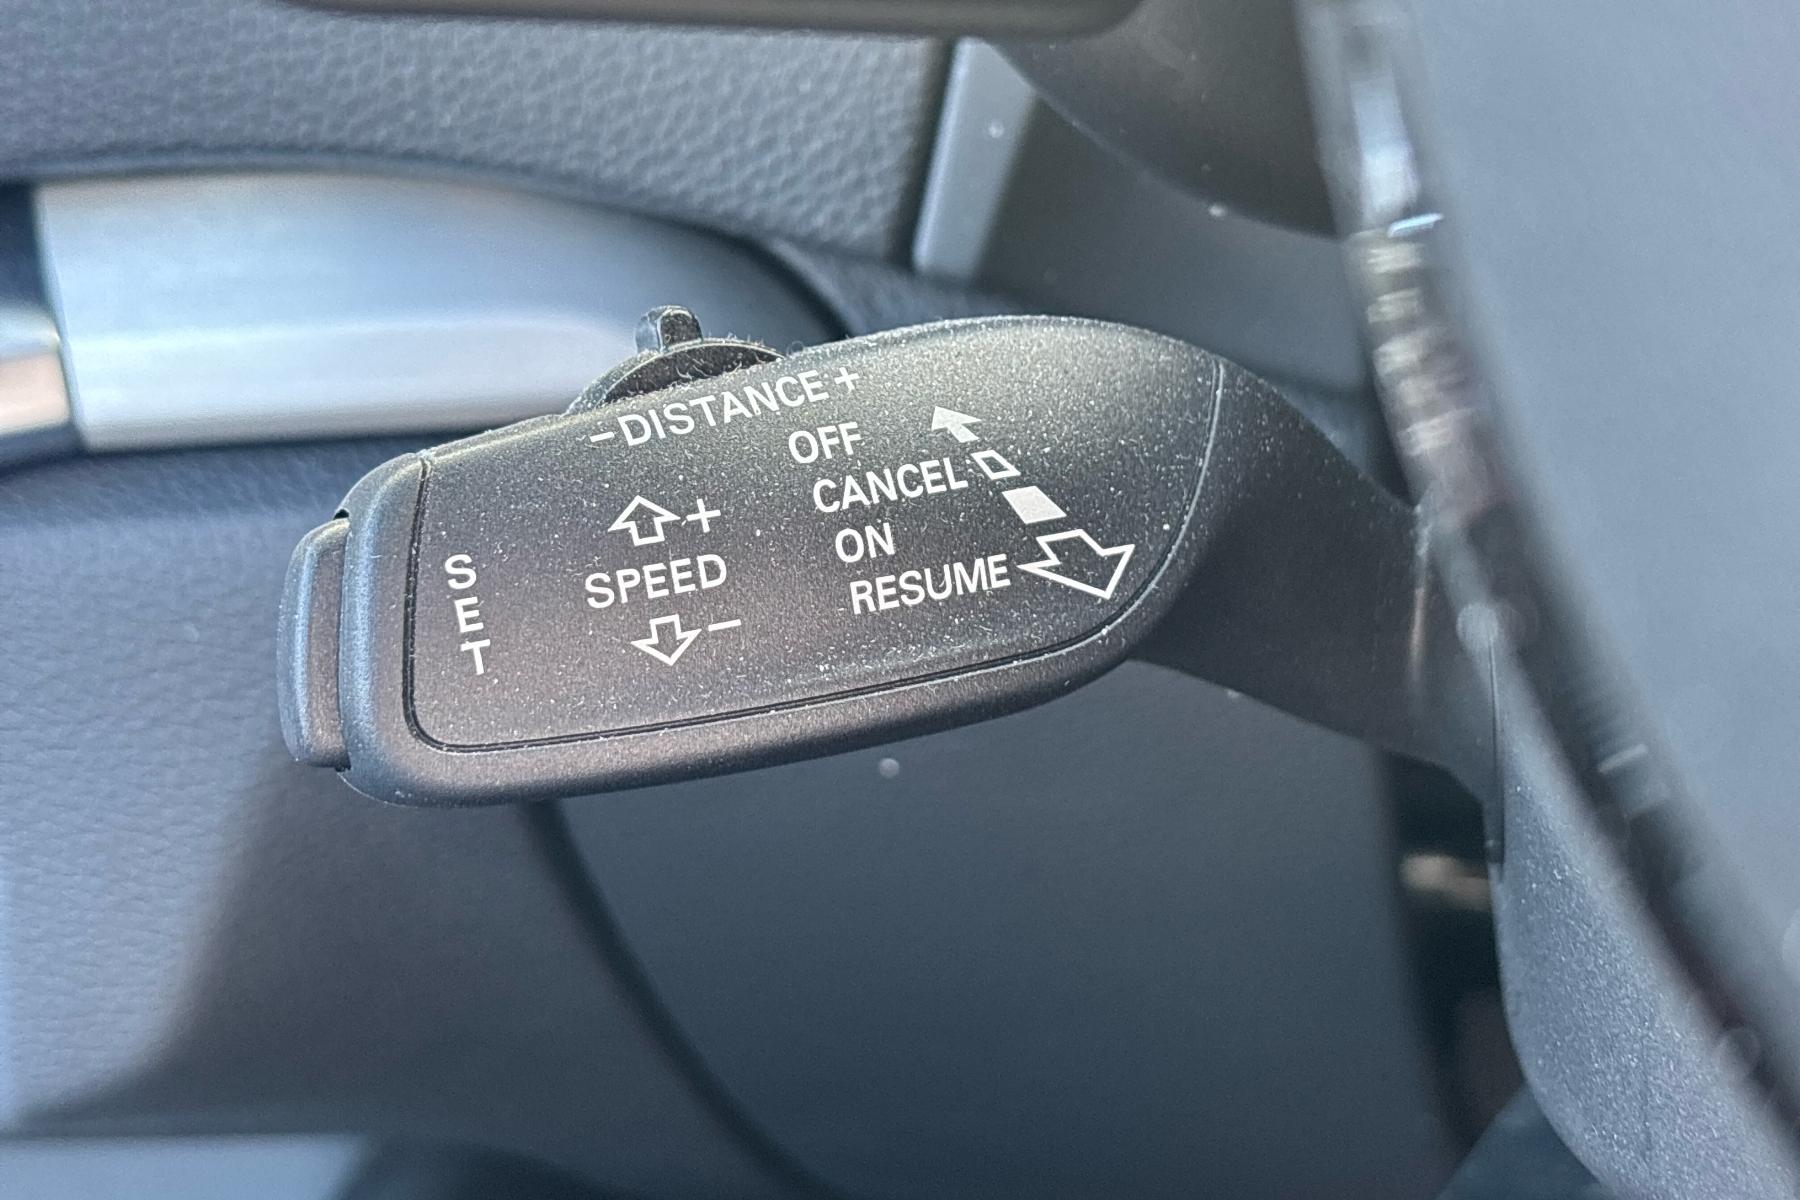 -DISTANCE+
OFF
CANCEL
ON
RESUME
+
SPEED
-
SET